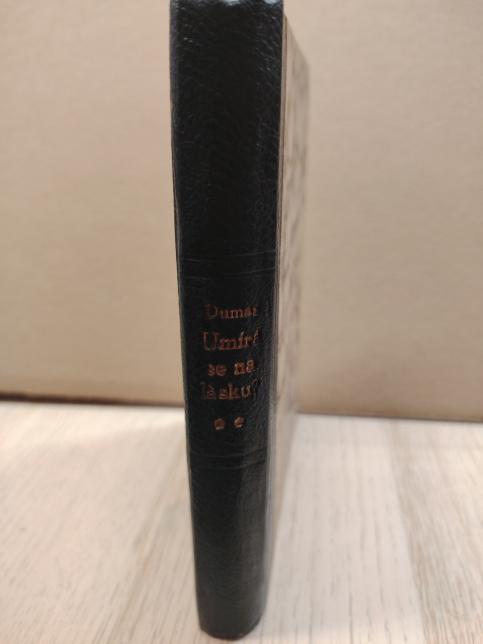 Dumas
Umírá
se na
lásku?